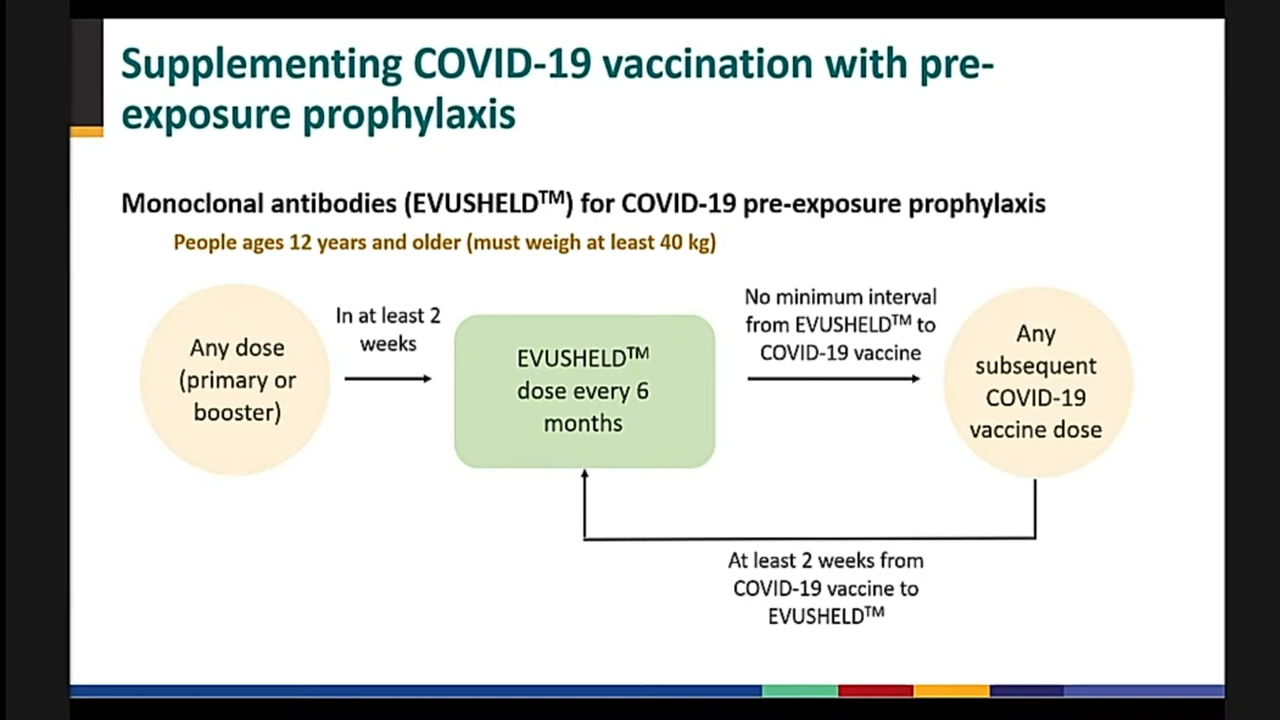 Supplementing COVID-19 vaccination with pre-
exposure prophylaxis
Monoclonal antibodies (EVUSHELD™) for COVID-19 pre-exposure prophylaxis
People ages 12 years and older (must weigh at least 40 kg)
Any dose
(primary or
booster)
In at least 2
weeks
EVUSHELD™
dose every 6
months
No minimum interval
from EVUSHELD™ to
COVID-19 vaccine
Any
subsequent
COVID-19
vaccine dose
At least 2 weeks from
COVID-19 vaccine to
EVUSHELD™